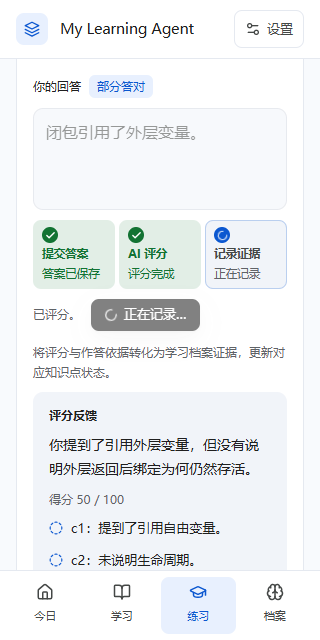 My Learning Agent
设置
你的回答 部分答对
闭包引用了外层变量。
提交答案
答案已保存
AI 评分
评分完成
记录证据
正在记录
已评分。 正在记录...
将评分与作答依据转化为学习档案证据，更新对
应知识点状态。
评分反馈
你提到了引用外层变量，但没有说
明外层返回后绑定为何仍然存活。
得分 50 / 100
c1：提到了引用自由变量。
c2：未说明生命周期。
今日
学习
练习
档案